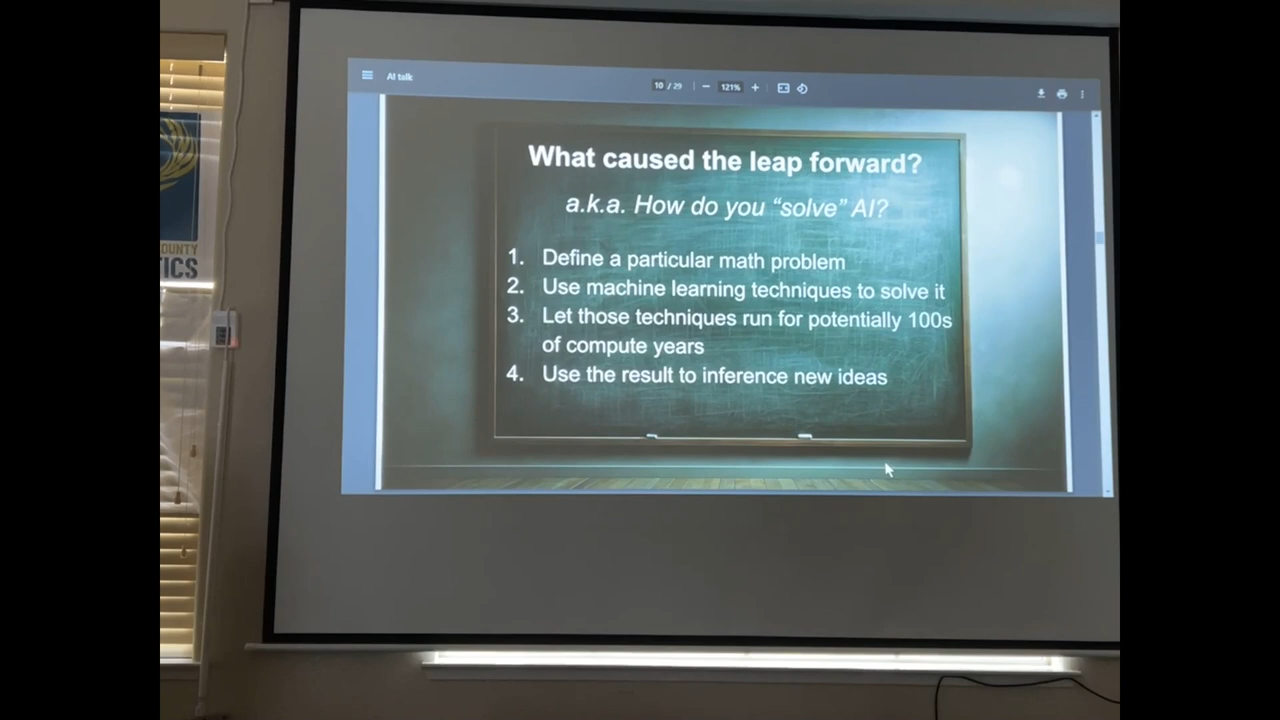 AI talk
10 / 29
121%
What caused the leap forward?
a.k.a. How do you “solve” AI?
1. Define a particular math problem
2. Use machine learning techniques to solve it
3. Let those techniques run for potentially 100s
of compute years
4. Use the result to inference new ideas
OUNTY
ICS